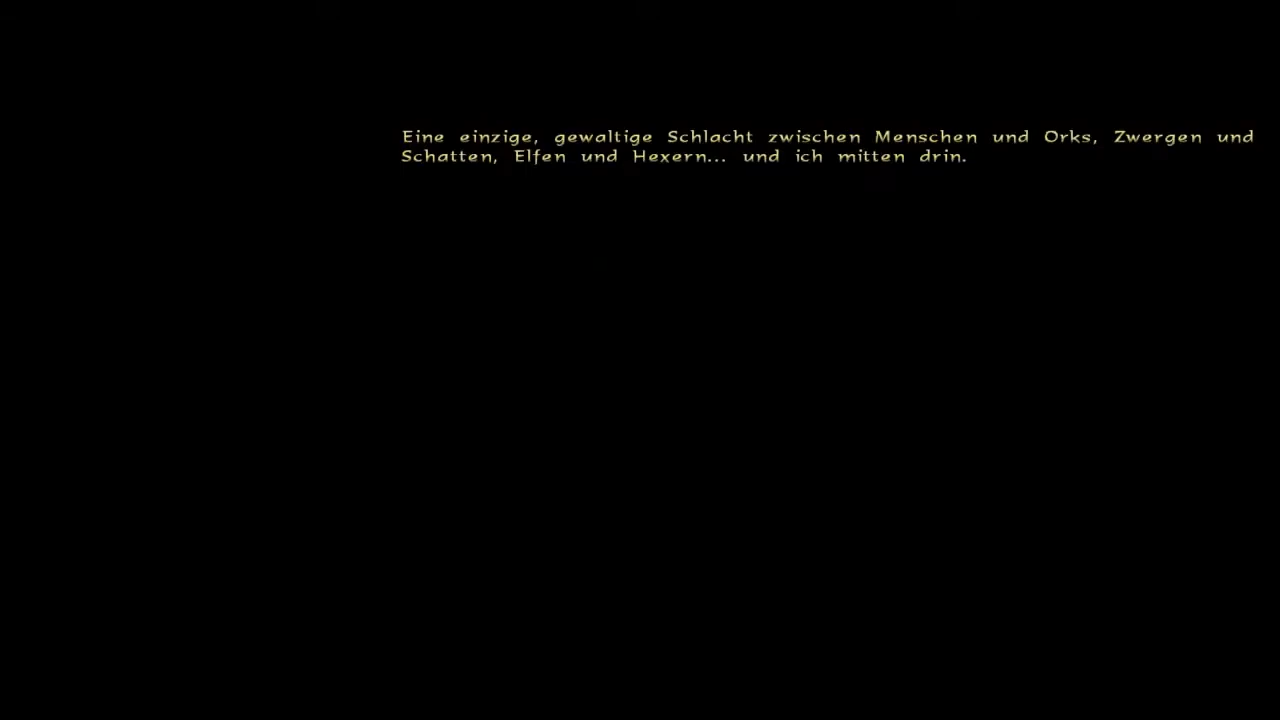 Eine einzige, gewaltige Schlacht zwischen Menschen und Orks, Zwergen und
Schatten, Elfen und Hexern... und ich mitten drin.